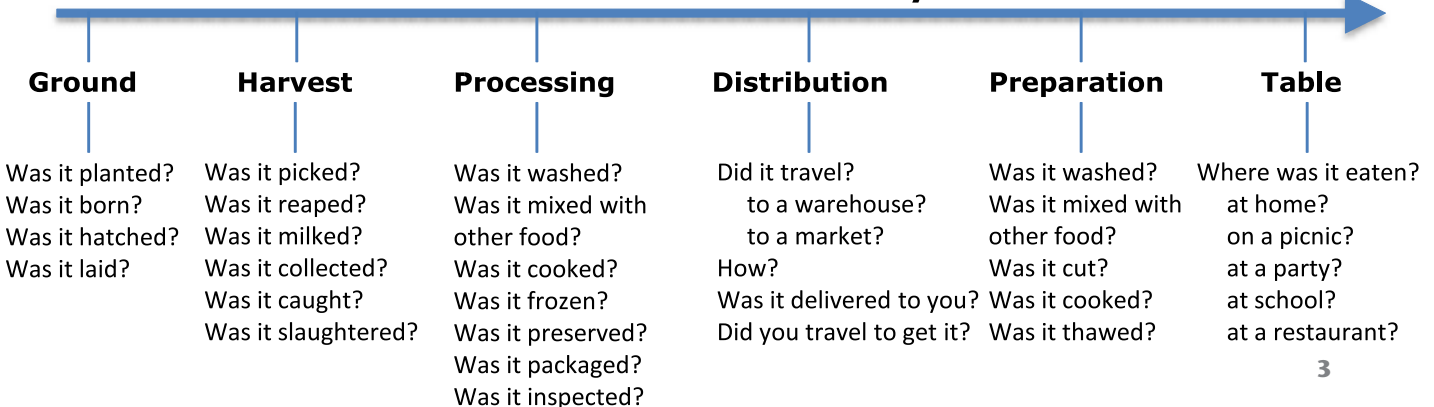 Ground
Was it planted?
Was it born?
Was it hatched?
Was it laid?
Harvest
Was it picked?
Was it reaped?
Was it milked?
Was it collected?
Was it caught?
Was it slaughtered?
Processing
Was it washed?
Was it mixed with
other food?
Was it cooked?
Was it frozen?
Was it preserved?
Was it packaged?
Was it inspected?
Distribution
Did it travel?
to a warehouse?
to a market?
How?
Was it delivered to you?
Did you travel to get it?
Preparation
Was it washed?
Was it mixed with
other food?
Was it cut?
Was it cooked?
Was it thawed?
Table
Where was it eaten?
at home?
on a picnic?
at a party?
at school?
at a restaurant?
3